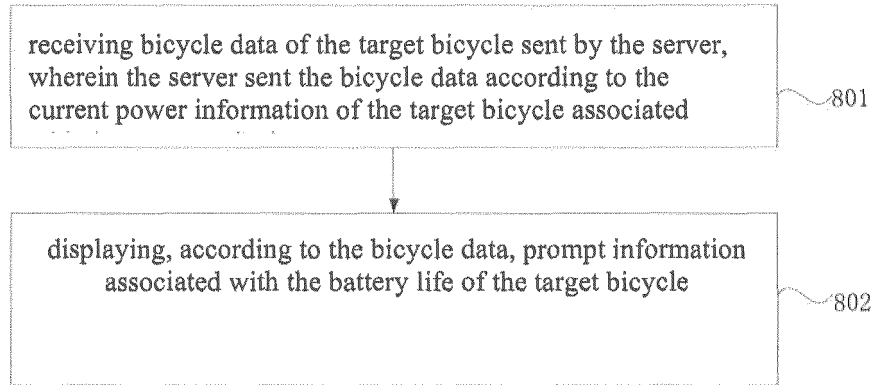 receiving bicycle data of the target bicycle sent by the server,
wherein the server sent the bicycle data according to the
current power information of the target bicycle associated
801
displaying, according to the bicycle data, prompt information
associated with the battery life of the target bicycle
802